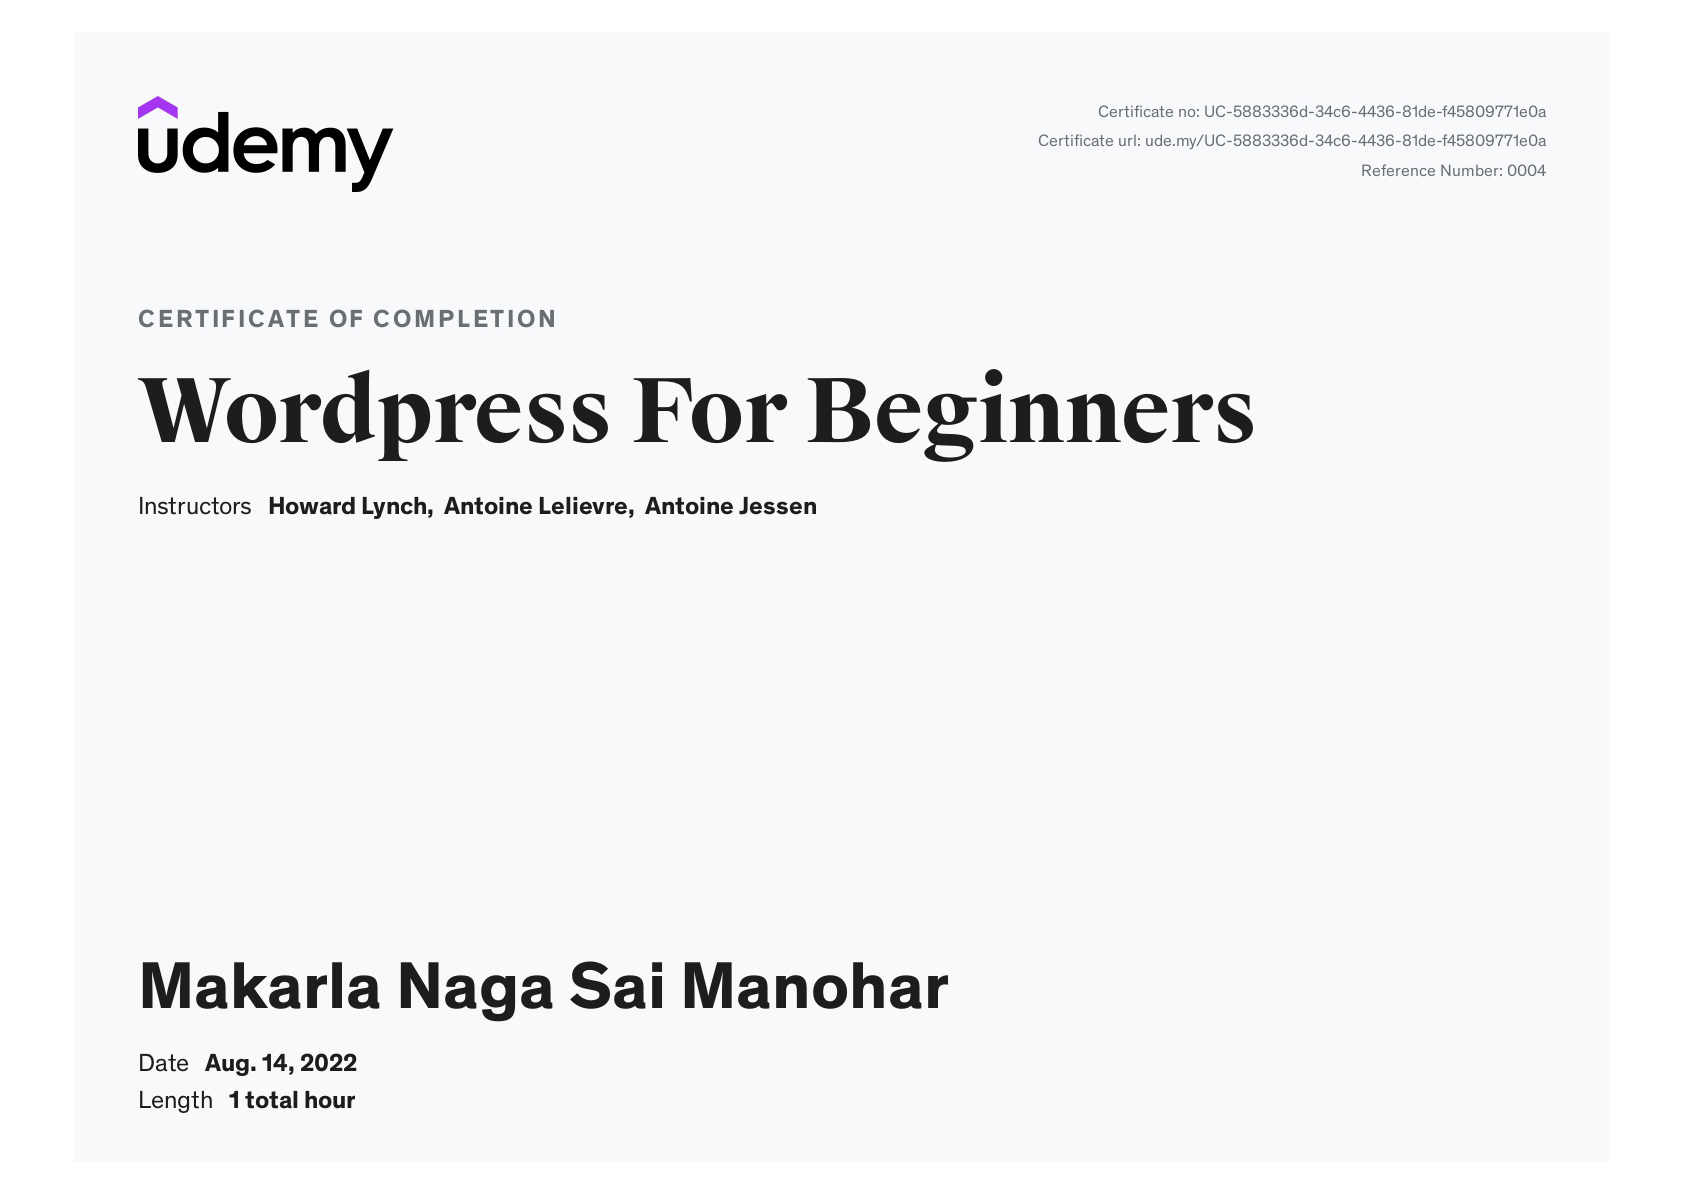 udemy
Certificate no: UC-5883336d-34c6-4436-81de-f45809771e0a
Certificate url: ude.my/UC-5883336d-34c6-4436-81de-f45809771e0a
Reference Number: 0004
CERTIFICATE OF COMPLETION
Wordpress For Beginners
Instructors Howard Lynch, Antoine Lelievre, Antoine Jessen
Makarla Naga Sai Manohar
Date Aug. 14, 2022
Length 1 total hour